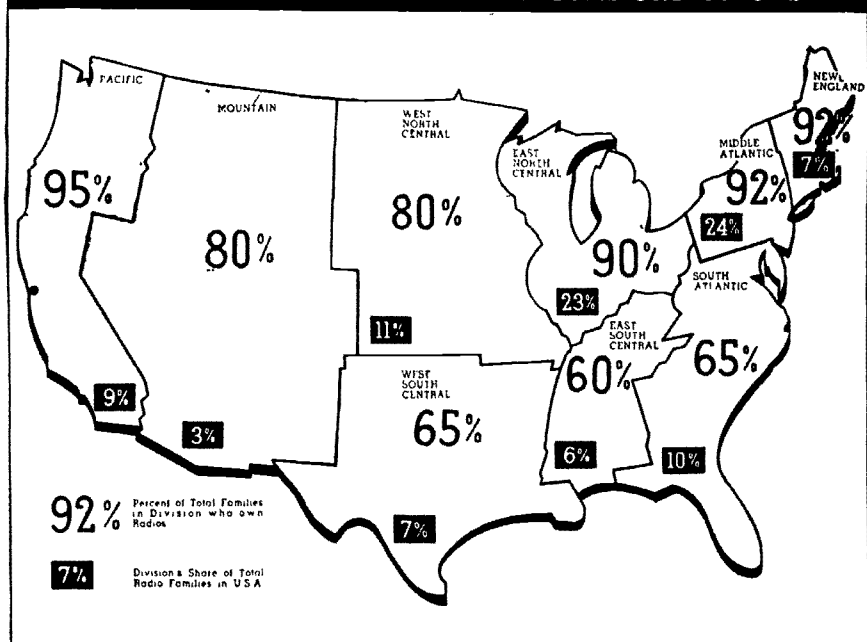 PACIFIC
95%
9%
MOUNTAIN
80%
3%
WEST
NORTH
CENTRAL
80%
11%
EAST
NORTH
CENTRAL
90%
23%
NEW
ENGLAND
92%
7%
MIDDLE
ATLANTIC
92%
24%
SOUTH
ATLANTIC
65%
10%
EAST
SOUTH
CENTRAL
60%
6%
WEST
SOUTH
CENTRAL
65%
7%
92% Percent of Total Families
in Division who own
Radios
7% Division's Share of Total
Radio Families in USA